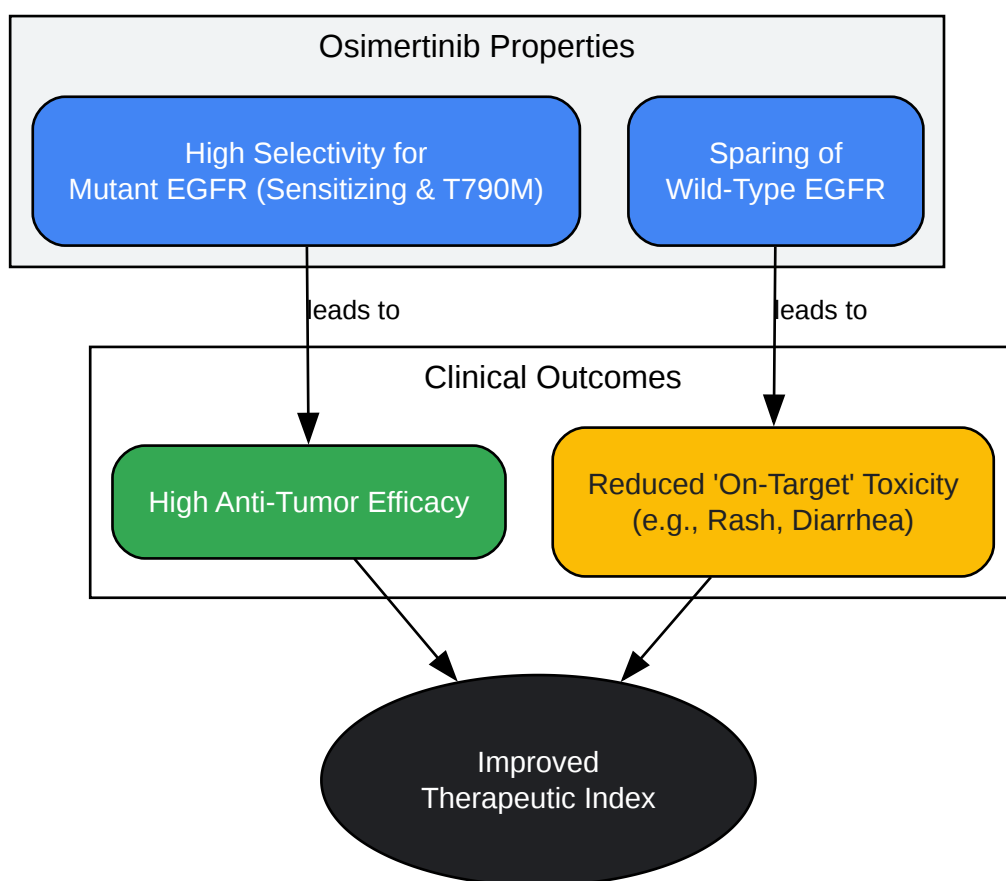 Osimertinib Properties
High Selectivity for
Mutant EGFR (Sensitizing & T790M)
Sparing of
Wild-Type EGFR
leads to
leads to
Clinical Outcomes
High Anti-Tumor Efficacy
Reduced 'On-Target' Toxicity
(e.g., Rash, Diarrhea)
Improved
Therapeutic Index